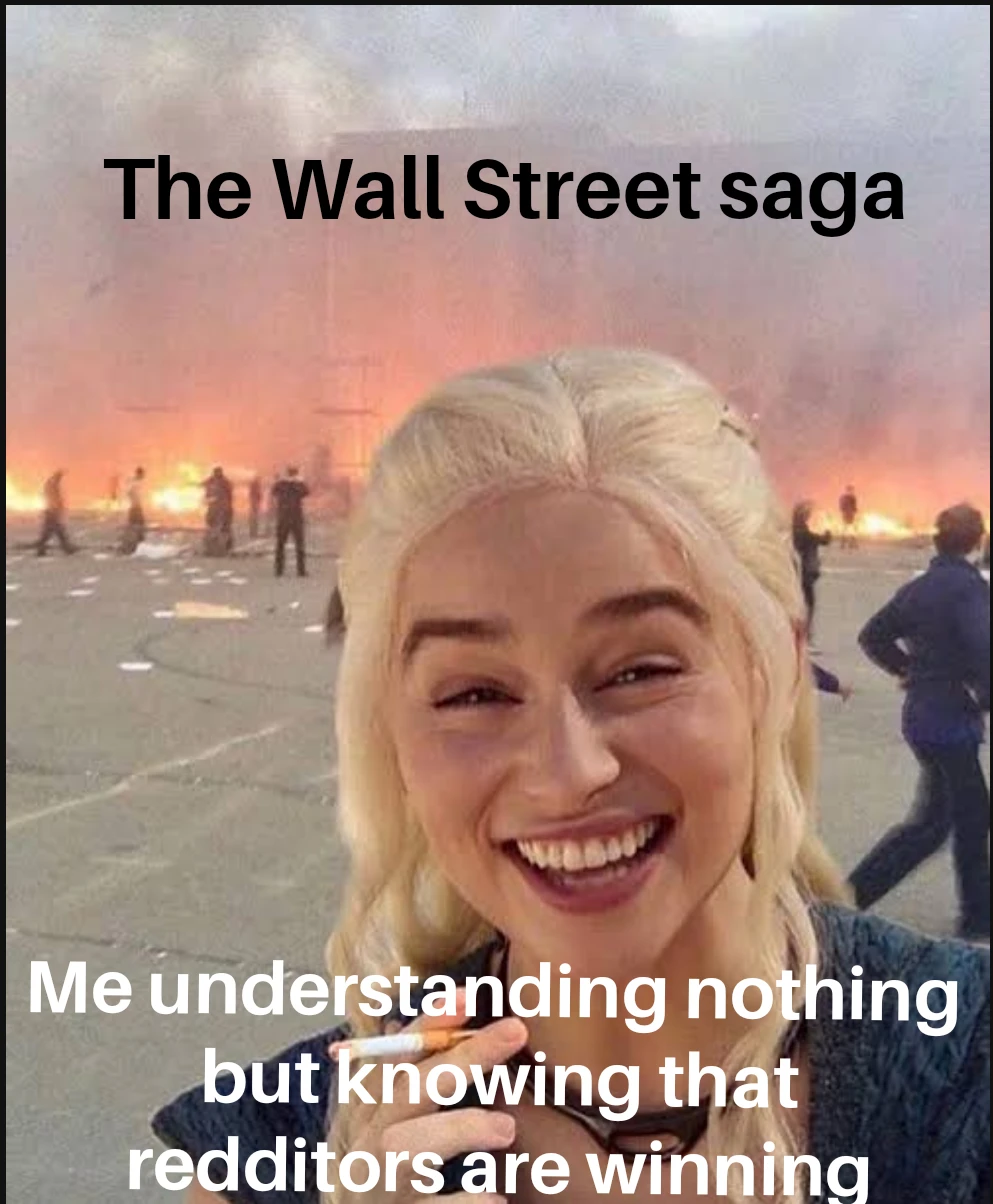 The Wall Street saga
Me understanding nothing
but knowing that
redditors are winning